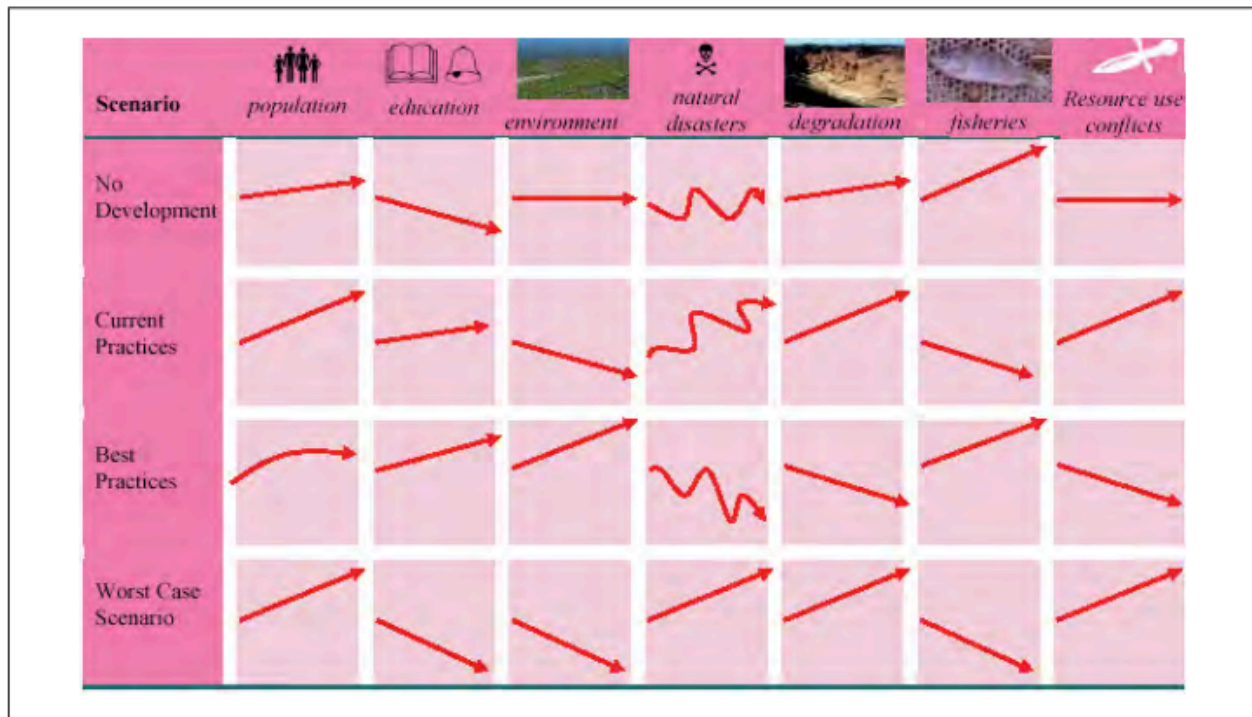 Scenario
population
education
environment
natural
disasters
degradation
fisheries
Resource use
conflicts
No
Development
Current
Practices
Best
Practices
Worst Case
Scenario